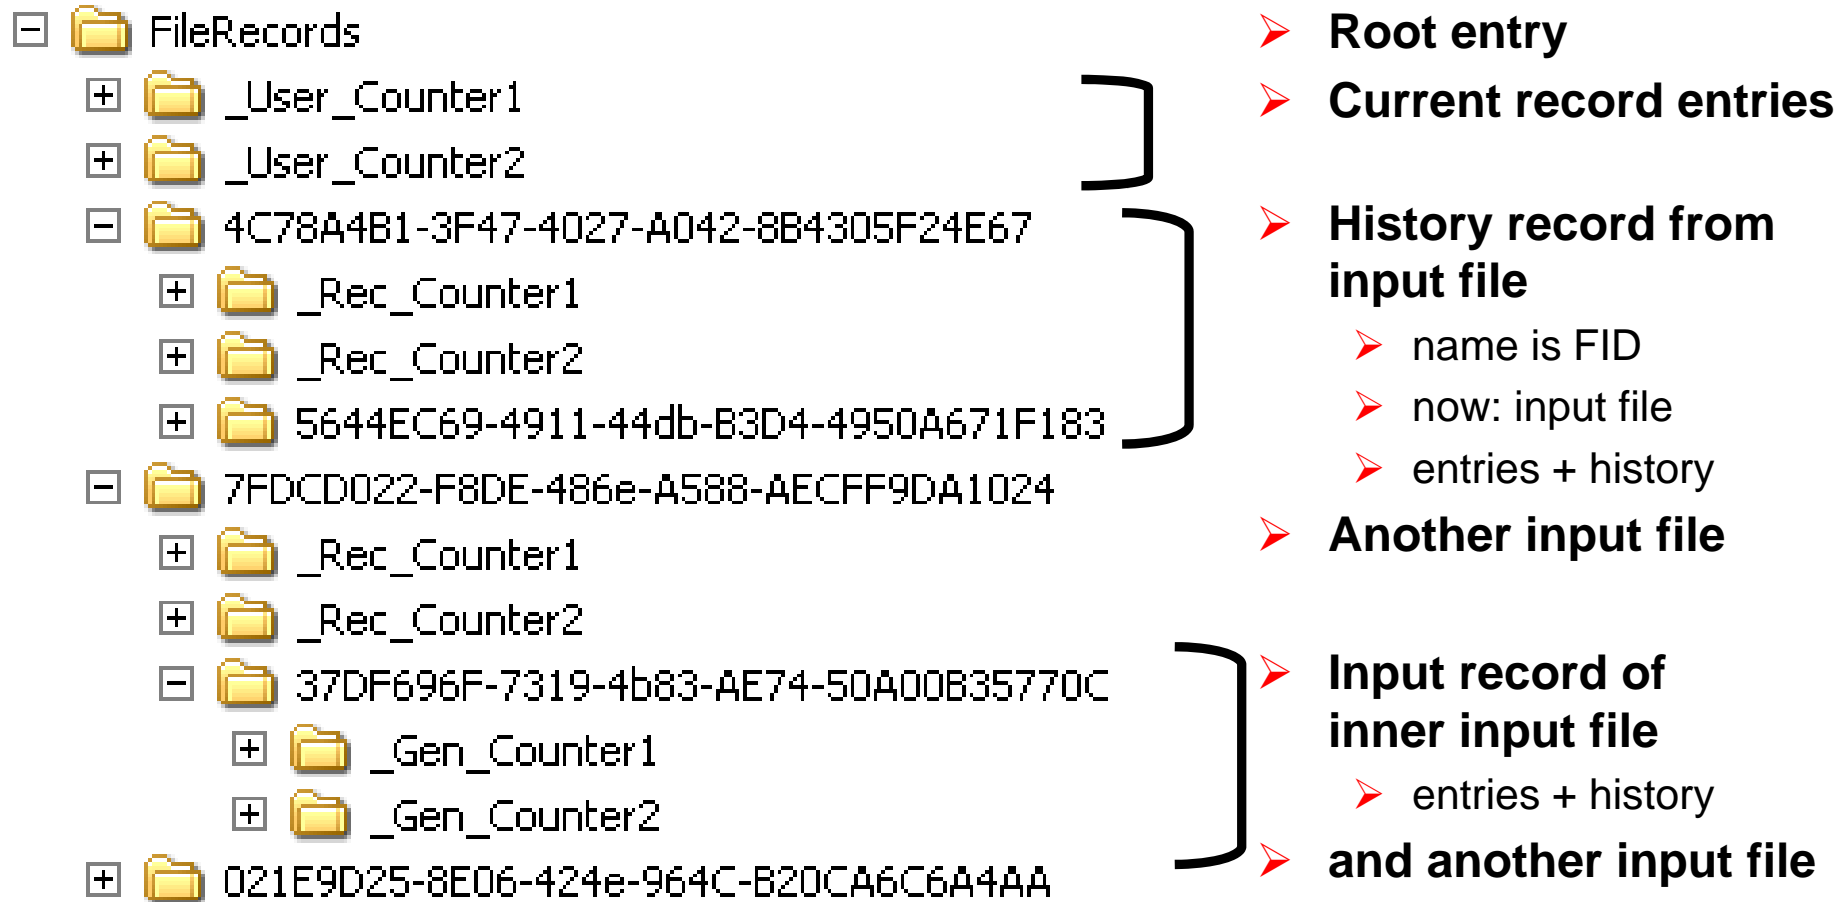 FileRecords
_User_Counter1
_User_Counter2
4C78A4B1-3F47-4027-A042-8B4305F24E67
_Rec_Counter1
_Rec_Counter2
5644EC69-4911-44db-B3D4-4950A671F183
7FDCD022-F8DE-486e-A588-AECFF9DA1024
_Rec_Counter1
_Rec_Counter2
37DF696F-7319-4b83-AE74-50A00B35770C
_Gen_Counter1
_Gen_Counter2
021E9D25-8E06-424e-964C-B20CA6C6A4AA
Root entry
Current record entries
History record from
input file
name is FID
now: input file
entries + history
Another input file
Input record of
inner input file
entries + history
and another input file